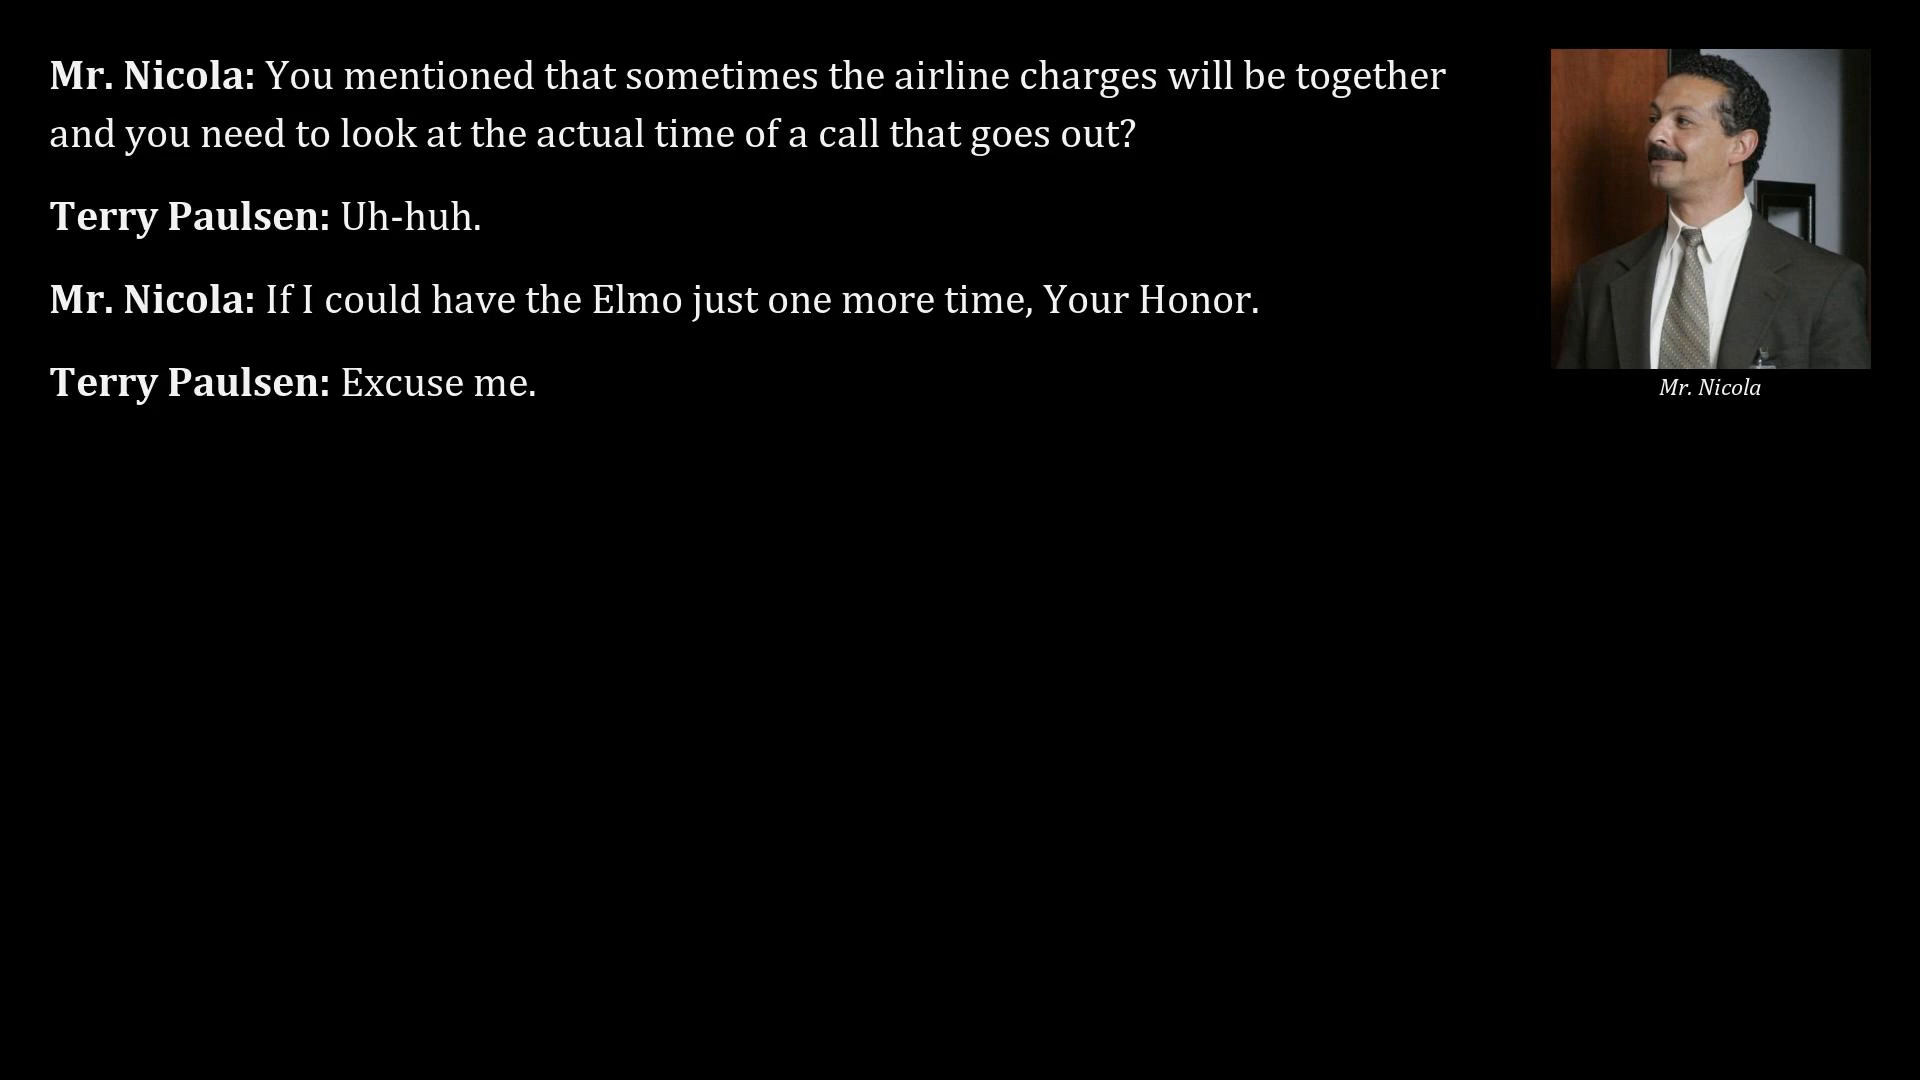 Mr. Nicola: You mentioned that sometimes the airline charges will be together
and you need to look at the actual time of a call that goes out?
Terry Paulsen: Uh-huh.
Mr. Nicola: If I could have the Elmo just one more time, Your Honor.
Terry Paulsen: Excuse me.
Mr. Nicola